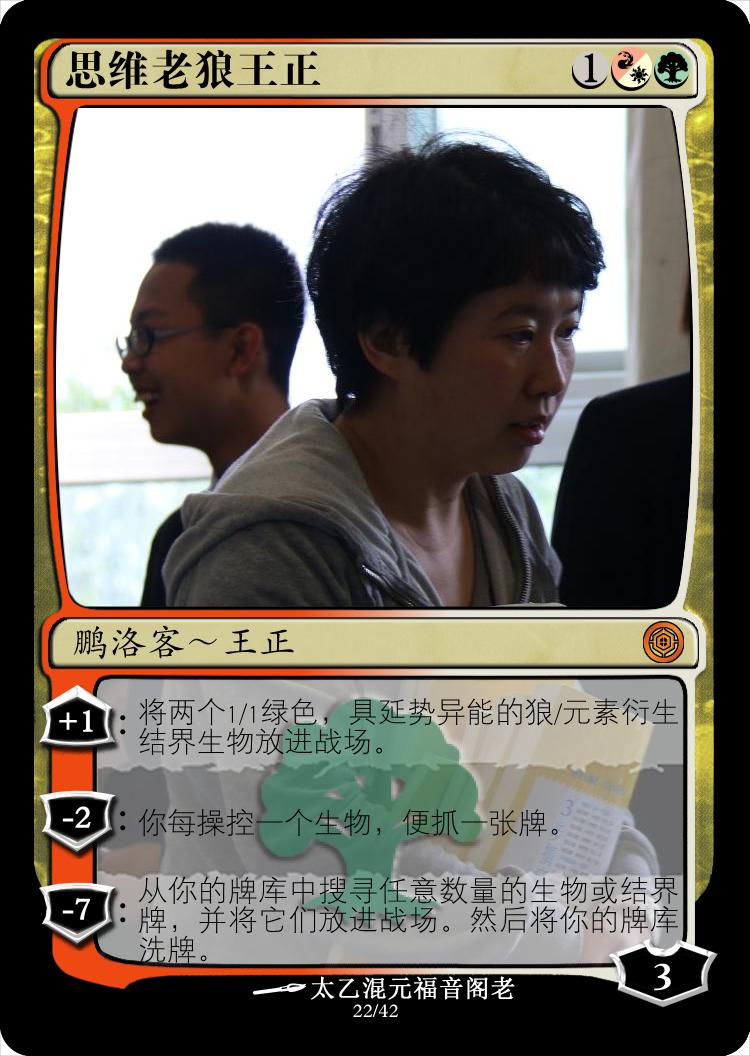 思维老狼王正 1
鹏洛客～王正
+1：将两个1/1绿色，具延势异能的狼/元素衍生
结界生物放进战场。
-2：你每操控一个生物，便抓一张牌。
-7：从你的牌库中搜寻任意数量的生物或结界
牌，并将它们放进战场。然后将你的牌库
洗牌。
3
太乙混元福音阁老
22/42